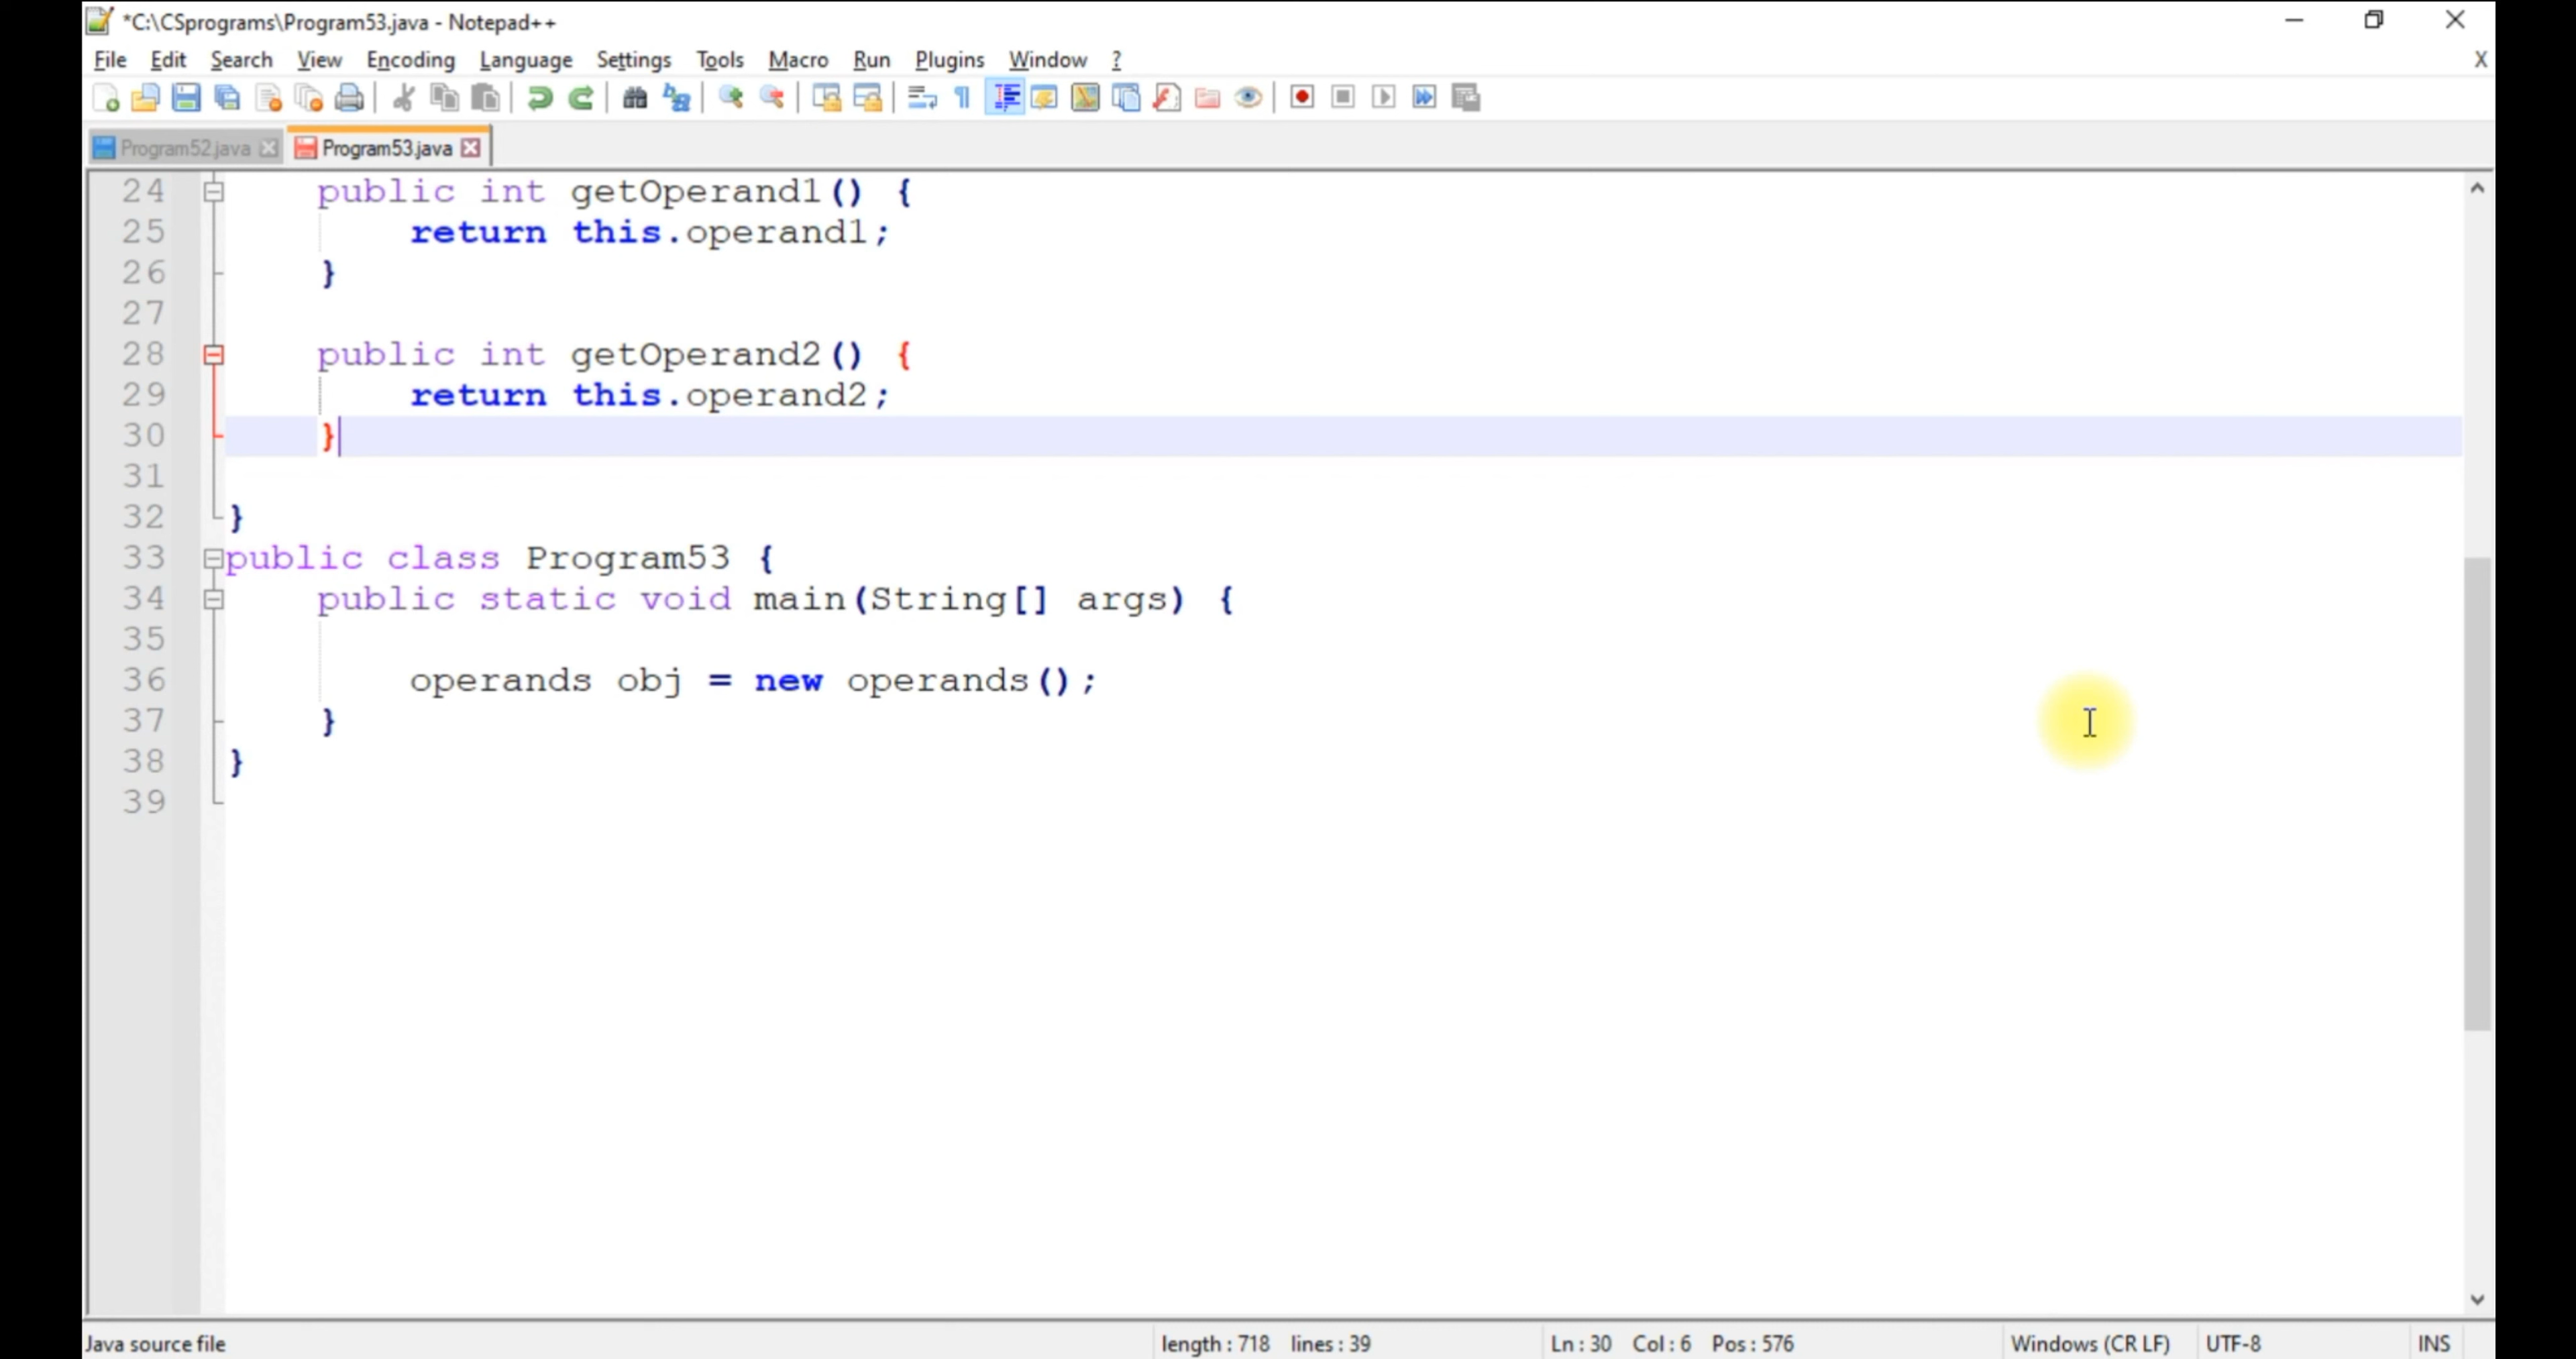 *C:\CSprograms\Program53.java - Notepad++
File Edit Search View Encoding Language Settings Tools Macro Run Plugins Window ? X
Program52.java Program53.java
24 public int getOperand1() {
25 return this.operand1;
26 }
27
28 public int getOperand2() {
29 return this.operand2;
30 }
31
32 }
33 public class Program53 {
34 public static void main(String[] args) {
35
36 operands obj = new operands();
37 }
38 }
39
Java source file length : 718 lines : 39 Ln : 30 Col : 6 Pos : 576 Windows (CR LF) UTF-8 INS